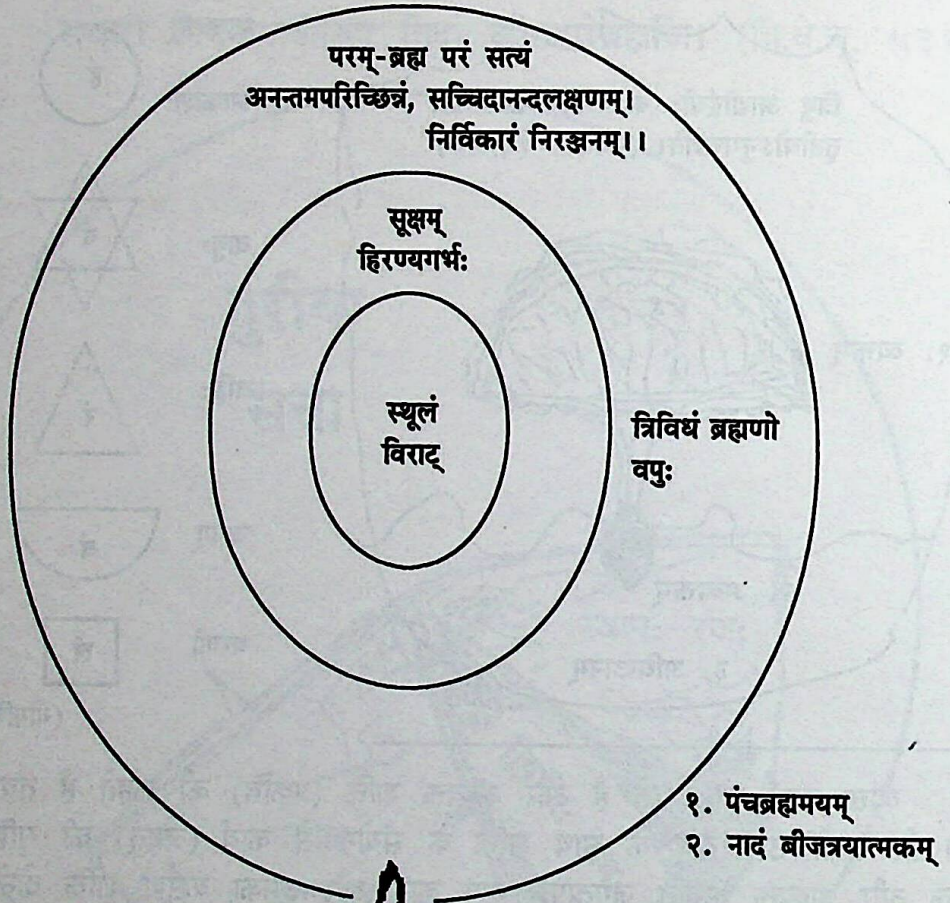 परम्-ब्रह्म परं सत्यं
अनन्तमपरिच्छिन्नं, सच्चिदानन्दलक्षणम्।
निर्विकारं निरञ्जनम्।।
सूक्षम्
हिरण्यगर्भः
स्थूलं
विराट्
त्रिविधं ब्रह्मणो
वपुः
१. पंचब्रह्ममयम्
२. नादं बीजत्रयात्मकम्